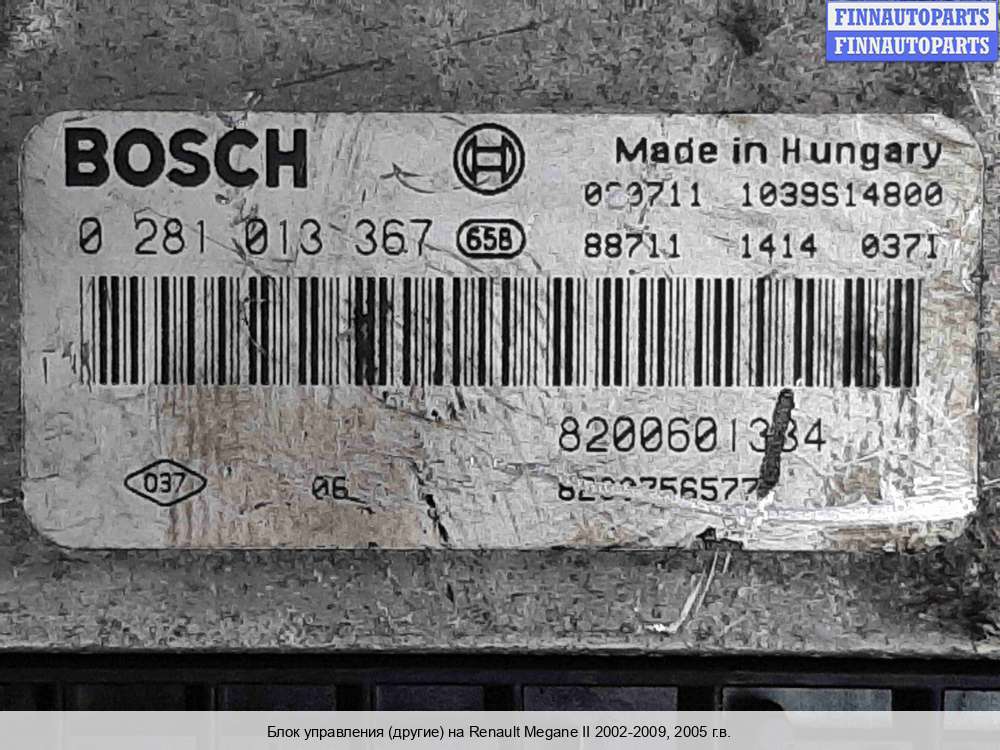 FINNAUTOPARTS
FINNAUTOPARTS
BOSCH
Made in Hungary
1039S14800
0 281 013 367 658
88711 1414 0371
037
06
Блок управления (другие) на Renault Megane II 2002-2009, 2005 г.в.